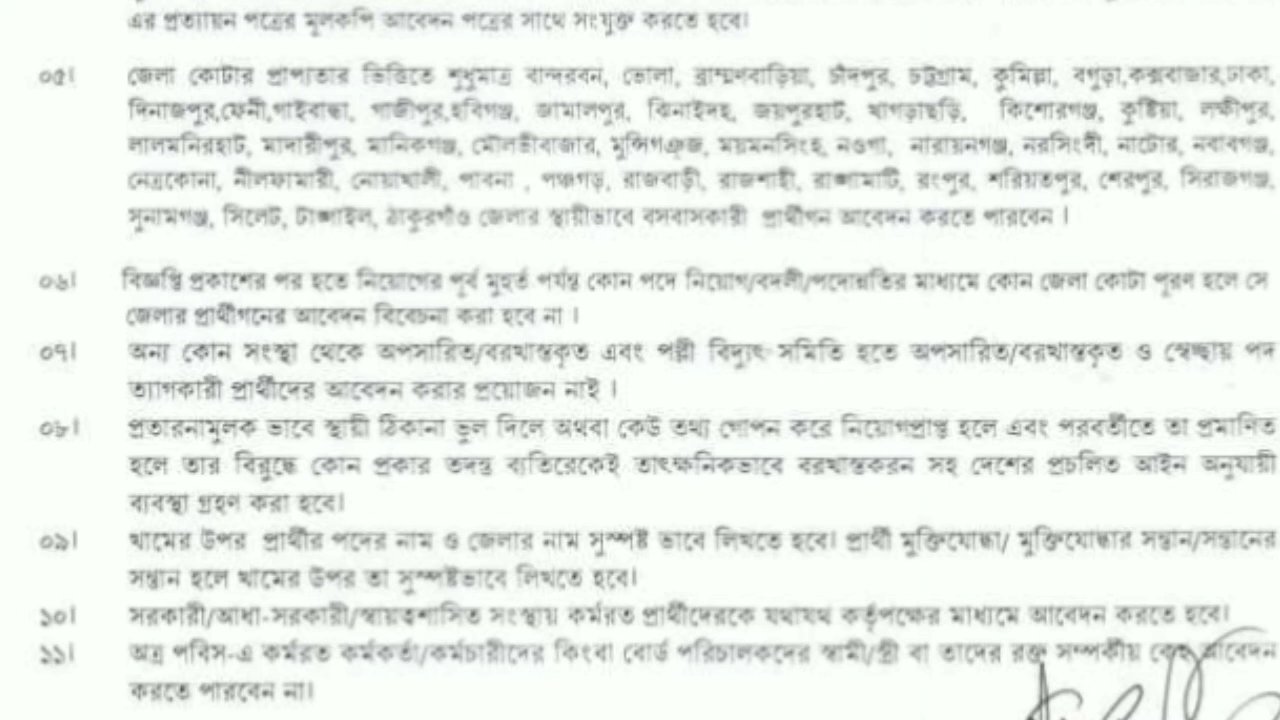 এর প্রত্যায়ন পত্রের মূলকপি আবেদন পত্রের সাথে সংযুক্ত করতে হবে।
০৫। জেলা কোটার প্রাপ্যতার ভিত্তিতে শুধুমাত্র বান্দরবন, ভোলা, ব্রাম্মণবাড়িয়া, চাঁদপুর, চট্টগ্রাম, কুমিল্লা, বগুড়া,কক্সবাজার,ঢাকা,
দিনাজপুর,ফেনী,গাইবান্ধা, গাজীপুর,হবিগঞ্জ, জামালপুর, ঝিনাইদহ, জয়পুরহাট, খাগড়াছড়ি, কিশোরগঞ্জ, কুষ্টিয়া, লক্ষীপুর,
লালমনিরহাট, মাদারীপুর, মানিকগঞ্জ, মৌলভীবাজার, মুন্সিগঞ্জ, ময়মনসিংহ, নওগা, নারায়নগঞ্জ, নরসিংদী, নাটোর, নবাবগঞ্জ,
নেত্রকোনা, নীলফামারী, নোয়াখালী, পাবনা , পঞ্চগড়, রাজবাড়ী, রাজশাহী, রাঙ্গামাটি, রংপুর, শরিয়তপুর, শেরপুর, সিরাজগঞ্জ,
সুনামগঞ্জ, সিলেট, টাঙ্গাইল, ঠাকুরগাঁও জেলার স্থায়ীভাবে বসবাসকারী প্রার্থীগন আবেদন করতে পারবেন ।
০৬। বিজ্ঞপ্তি প্রকাশের পর হতে নিয়োগের পূর্ব মুহুর্ত পর্যন্ত কোন পদে নিয়োগ/বদলী/পদোন্নতির মাধ্যমে কোন জেলা কোটা পূরণ হলে সে
জেলার প্রার্থীগনের আবেদন বিবেচনা করা হবে না ।
০৭। অন্য কোন সংস্থা থেকে অপসারিত/বরখাস্তকৃত এবং পল্লী বিদ্যুৎ সমিতি হতে অপসারিত/বরখাস্তকৃত ও স্বেচ্ছায় পদ
ত্যাগকারী প্রার্থীদের আবেদন করার প্রয়োজন নাই ।
০৮। প্রতারনামুলক ভাবে স্থায়ী ঠিকানা ভুল দিলে অথবা কেউ তথ্য গোপন করে নিয়োগপ্রাপ্ত হলে এবং পরবর্তীতে তা প্রমাণিত
হলে তার বিরুদ্ধে কোন প্রকার তদন্ত ব্যতিরেকেই তাৎক্ষনিকভাবে বরখাস্তকরন সহ দেশের প্রচলিত আইন অনুযায়ী
ব্যবস্থা গ্রহণ করা হবে।
০৯। খামের উপর প্রার্থীর পদের নাম ও জেলার নাম সুস্পষ্ট ভাবে লিখতে হবে। প্রার্থী মুক্তিযোদ্ধা/ মুক্তিযোদ্ধার সন্তান/সন্তানের
সন্তান হলে খামের উপর তা সুস্পষ্টভাবে লিখতে হবে।
১০। সরকারী/আধা-সরকারী/স্বায়ত্বশাসিত সংস্থায় কর্মরত প্রার্থীদেরকে যথাযথ কর্তৃপক্ষের মাধ্যমে আবেদন করতে হবে।
১১। অত্র পবিস-এ কর্মরত কর্মকর্তা/কর্মচারীদের কিংবা বোর্ড পরিচালকদের স্বামী/স্ত্রী বা তাদের রক্ত সম্পর্কীয় কেহ আবেদন
করতে পারবেন না।